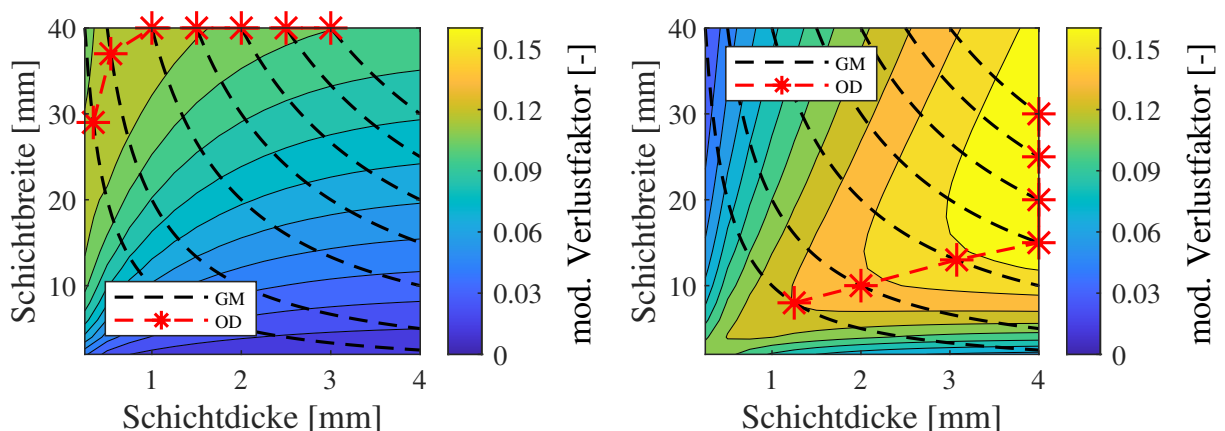 40
30
20
10
Schichtbreite [mm]
1
2
3
4
Schichtdicke [mm]
GM
OD
0.15
0.12
0.09
0.06
0.03
0
mod. Verlustfaktor [-]
40
30
20
10
Schichtbreite [mm]
1
2
3
4
Schichtdicke [mm]
GM
OD
0.15
0.12
0.09
0.06
0.03
0
mod. Verlustfaktor [-]